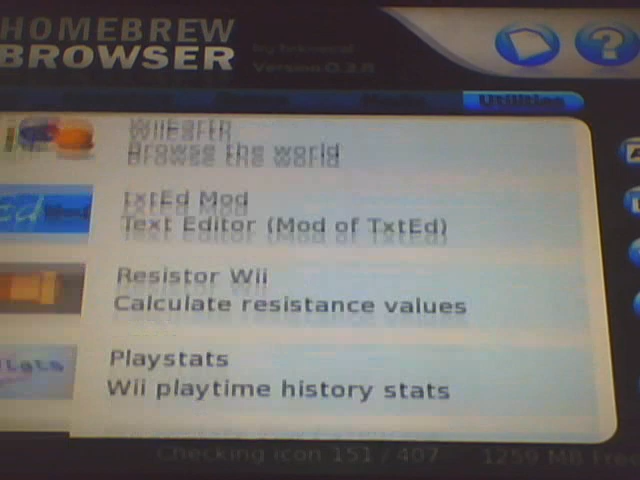 HOMEBREW
BROWSER
Utilities
WiiEarth
Browse the world
txtEd Mod
Text Editor (Mod of TxtEd)
Resistor Wii
Calculate resistance values
Playstats
Wii playtime history stats
Checking icon 151 / 407
1259 MB Free